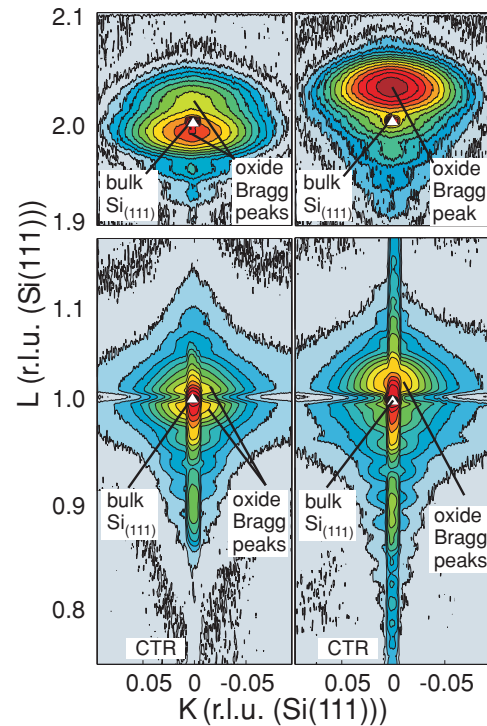 2.1
2.0
1.9
bulk
Si(111)
oxide
Bragg
peaks
bulk
Si(111)
oxide
Bragg
peak
L (r.l.u. (Si(111)))
1.1
1.0
0.9
0.8
bulk
Si(111)
oxide
Bragg
peaks
CTR
bulk
Si(111)
oxide
Bragg
peaks
CTR
0.05 0 -0.05
0.05 0 -0.05
K (r.l.u. (Si(111)))